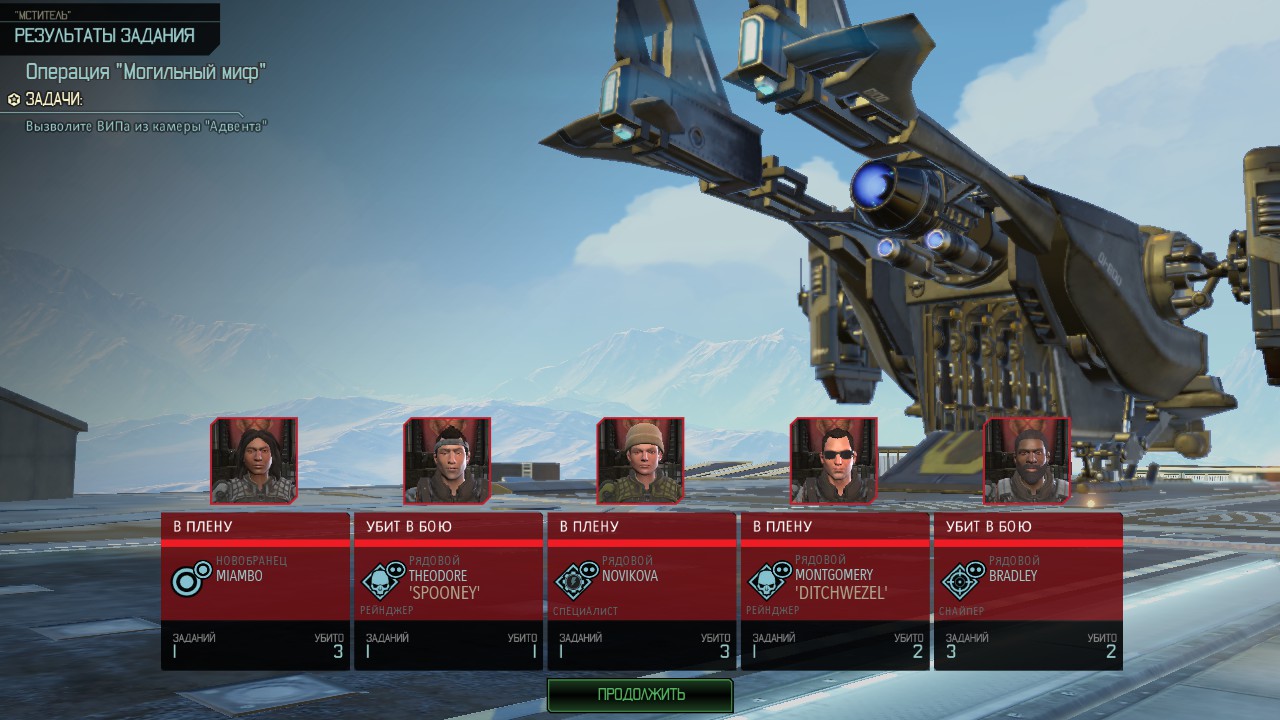 "МСТИТЕЛЬ"
РЕЗУЛЬТАТЫ ЗАДАНИЯ
Операция "Могильный миф"
ЗАДАЧИ:
Вызволите ВИПа из камеры "Адвента"
В ПЛЕНУ
НОВОБРАНЕЦ
MIAMBO
ЗАДАНИЙ УБИТО
1 3
УБИТ В БОЮ
РЯДОВОЙ
THEODORE
'SPOONEY'
РЕЙНДЖЕР
ЗАДАНИЙ УБИТО
1 1
В ПЛЕНУ
РЯДОВОЙ
NOVIKOVA
СПЕЦИАЛИСТ
ЗАДАНИЙ УБИТО
1 3
В ПЛЕНУ
РЯДОВОЙ
MONTGOMERY
'DITCHWEZEL'
РЕЙНДЖЕР
ЗАДАНИЙ УБИТО
1 2
УБИТ В БОЮ
РЯДОВОЙ
BRADLEY
СНАЙПЕР
ЗАДАНИЙ УБИТО
3 2
ПРОДОЛЖИТЬ